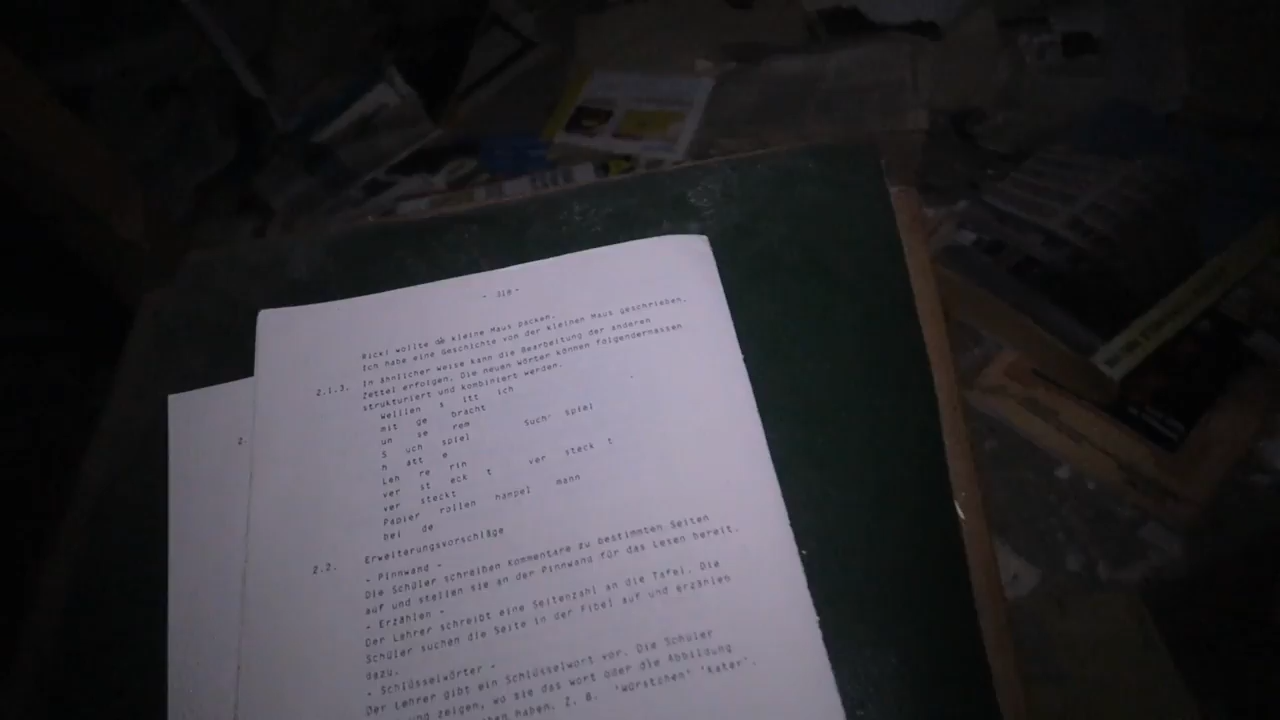 - 318 -
Ricki wollte de kleine Maus packen.
Ich habe eine Geschichte von der kleinen Maus geschrieben.
2.1.3. In ähnlicher Weise kann die Bearbeitung der anderen
Zettel erfolgen. Die neuen Wörter können folgendermassen
strukturiert und kombiniert werden.
s itt ich
mit ge bracht
un se rem
S uch spiel such spiel
h att e
Leh re rin
ver st eck t ver steck t
ver steckt
Papier rollen hampel mann
bei de
2.
2.2. Erweiterungsvorschläge
- Pinnwand -
Die Schüler schreiben Kommentare zu bestimmten Seiten
auf und stellen sie an der Pinnwand für das Lesen bereit.
- Erzählen -
Der Lehrer schreibt eine Seitenzahl an die Tafel. Die
Schüler suchen die Seite in der Fibel auf und erzählen
dazu.
- Schlüsselwörter -
Der Lehrer gibt ein Schlüsselwort vor. Die Schüler
und zeigen, wo sie das Wort oder die Abbildung
haben. Z. B. 'Würstchen' 'Kater'.